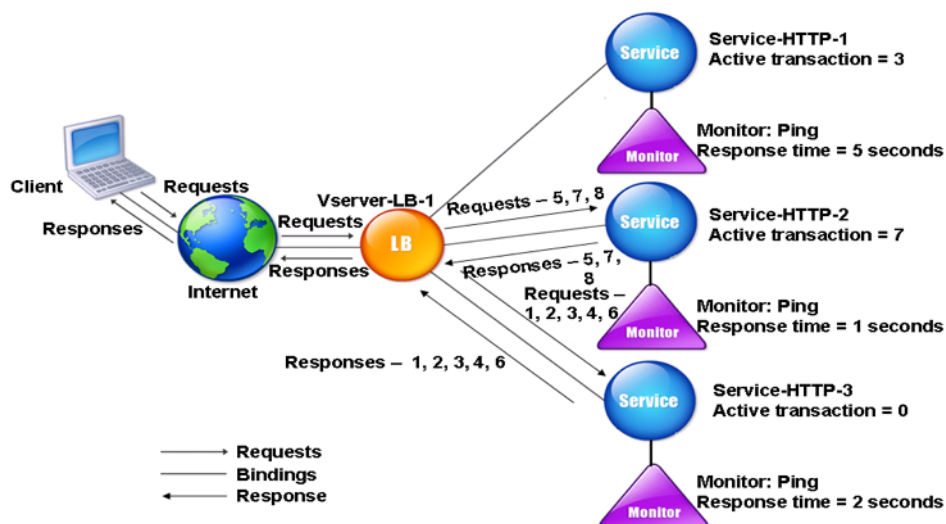 Service
Service-HTTP-1
Active transaction = 3
Monitor
Monitor: Ping
Response time = 5 seconds
Client
Requests
Responses
Internet
Requests
Responses
Vserver-LB-1
LB
Requests – 5, 7, 8
Responses – 5, 7,
8
Service
Service-HTTP-2
Active transaction = 7
Requests –
1, 2, 3, 4, 6
Monitor
Monitor: Ping
Response time = 1 seconds
Responses – 1, 2, 3, 4, 6
Service
Service-HTTP-3
Active transaction = 0
Monitor
Monitor: Ping
Response time = 2 seconds
Requests
Bindings
Response